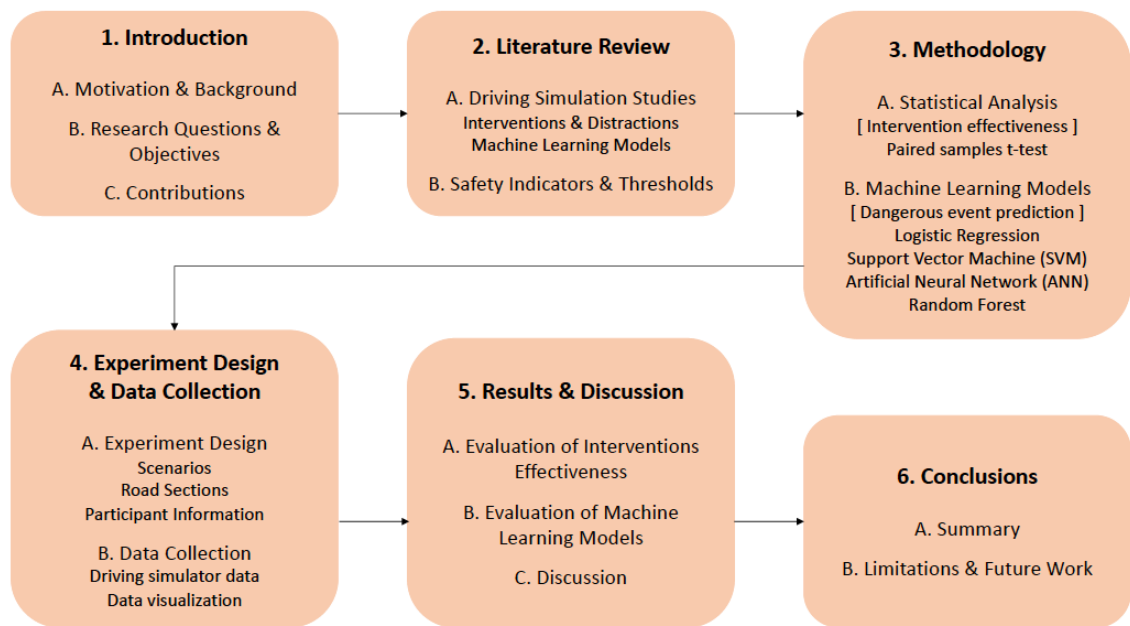 1. Introduction
A. Motivation & Background
B. Research Questions &
Objectives
C. Contributions
2. Literature Review
A. Driving Simulation Studies
Interventions & Distractions
Machine Learning Models
B. Safety Indicators & Thresholds
3. Methodology
A. Statistical Analysis
[ Intervention effectiveness ]
Paired samples t-test
B. Machine Learning Models
[ Dangerous event prediction ]
Logistic Regression
Support Vector Machine (SVM)
Artificial Neural Network (ANN)
Random Forest
4. Experiment Design
& Data Collection
A. Experiment Design
Scenarios
Road Sections
Participant Information
B. Data Collection
Driving simulator data
Data visualization
5. Results & Discussion
A. Evaluation of Interventions
Effectiveness
B. Evaluation of Machine
Learning Models
C. Discussion
6. Conclusions
A. Summary
B. Limitations & Future Work